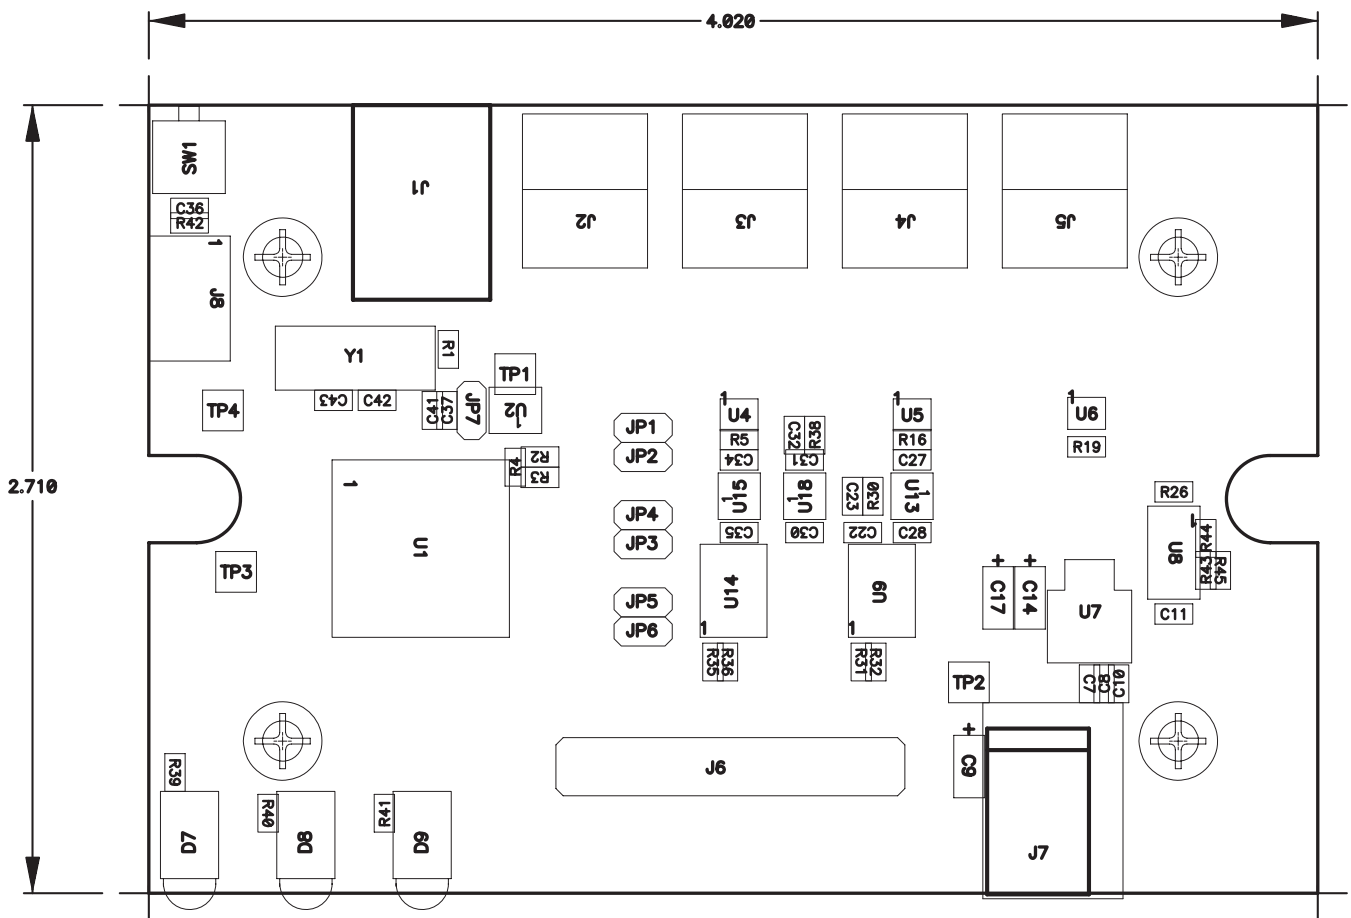 4.020
2.710
SW1
J1
J2
J3
J4
J5
C36
R42
1
J8
Y1
R1
TP1
C43
C42
C41
C37
JP7
U2
1
TP4
JP1
JP2
1
U4
R5
C34
C32
R38
C31
1
U5
R16
C27
1
U6
R19
R4
R2
R3
1
U1
JP4
JP3
1
U15
1
U18
C23
R30
1
U13
C35
C30
C22
C28
R26
1
U8
R44
R43
R45
C11
TP3
JP5
JP6
U14
1
U9
1
+
C17
+
C14
U7
R35
R36
R31
R32
TP2
C7
C8
C10
+
C9
J6
J7
R39
D7
R40
D8
R41
D9